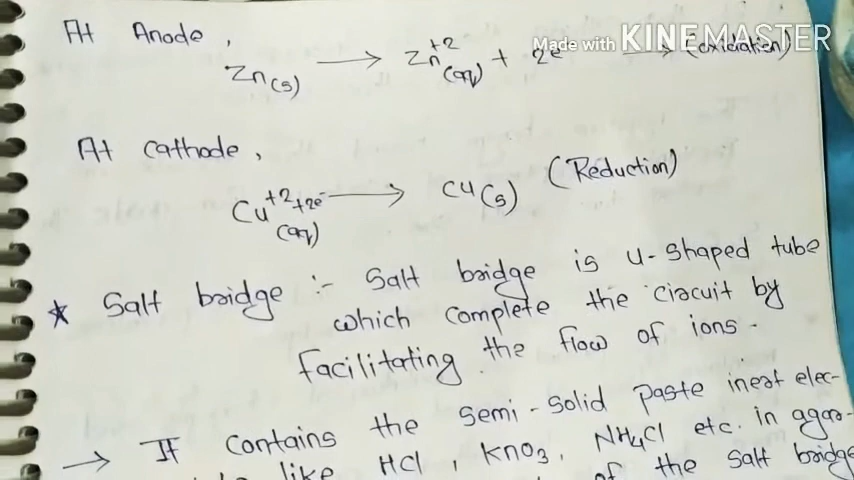 At Anode,
Made with KINEMASTER
Zn(s) → Zn+2(aq) + 2e → (oxidation)
At cathode,
Cu+2(aq) +2e- → Cu(s) (Reduction)
* Salt bridge :- Salt bridge is U-shaped tube
which complete the circuit by
facilitating the flow of ions.
→ It contains the semi-solid paste inert elec-
like HCl, KNO3, NH4Cl etc. in agar-
of the salt bridge